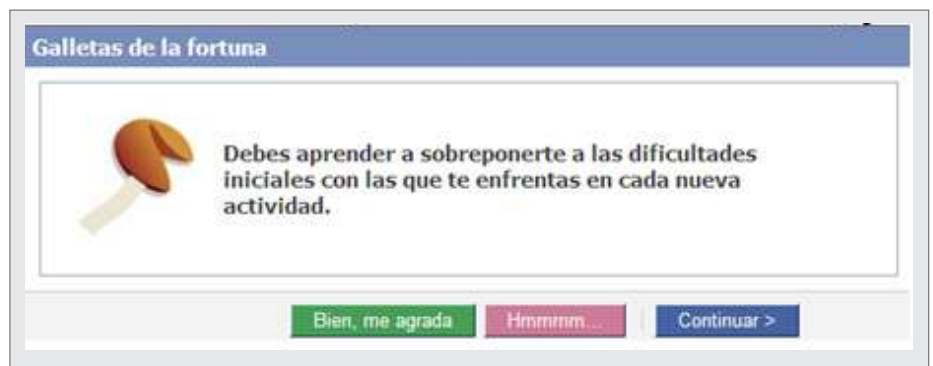 Galletas de la fortuna
Debes aprender a sobreponerte a las dificultades
iniciales con las que te enfrentas en cada nueva
actividad.
Bien, me agrada
Hmmmm...
Continuar >